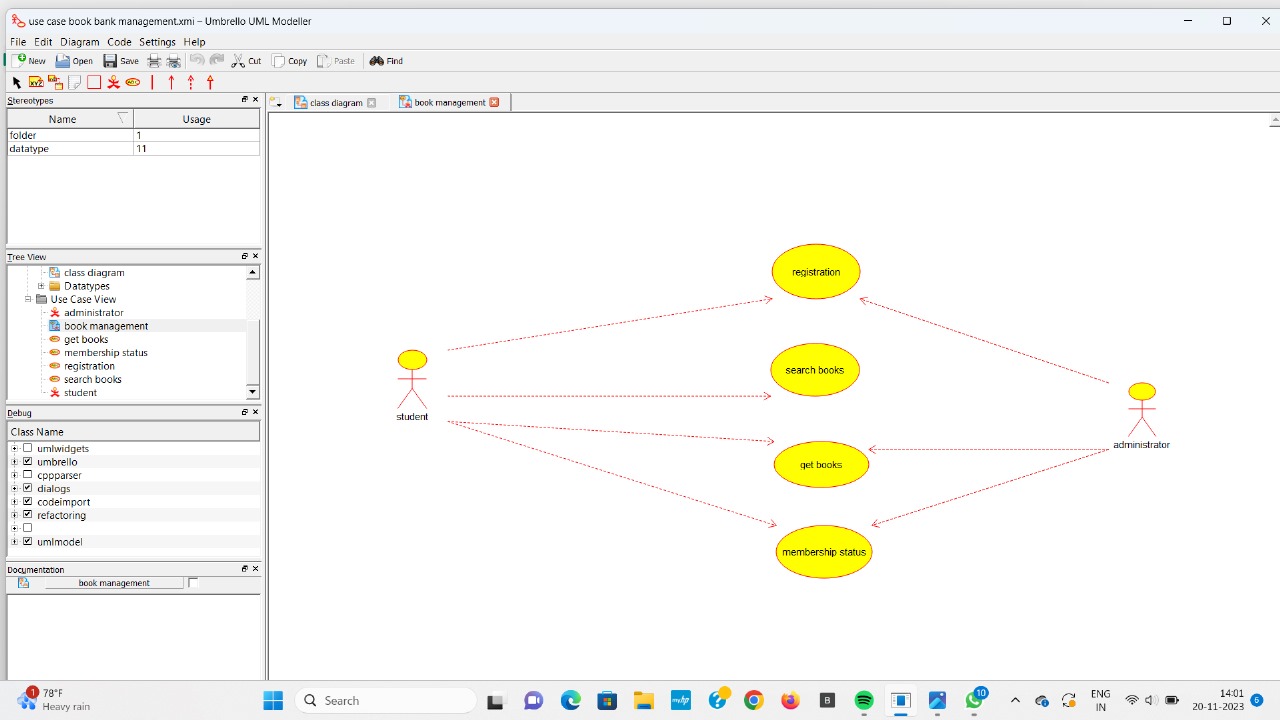 use case book bank management.xmi – Umbrello UML Modeller
File Edit Diagram Code Settings Help
New Open Save Cut Copy Paste Find
Stereotypes
class diagram book management
Name Usage
folder 1
datatype 11
Tree View
class diagram
Datatypes
Use Case View
administrator
book management
get books
membership status
registration
search books
student
Debug
Class Name
umlwidgets
umbrello
cppparser
dialogs
codeimport
refactoring
umlmodel
Documentation
book management
registration
search books
student
get books
administrator
membership status
1
78°F
Heavy rain
Search
myhp
B
10
ENG
IN
14:01
20-11-2023
6